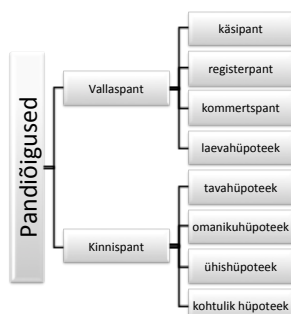 Pandiõigused
Vallaspant
käsipant
registerpant
kommertspant
laevahüpoteek
Kinnispant
tavahüpoteek
omanikuhüpoteek
ühishüpoteek
kohtulik hüpoteek